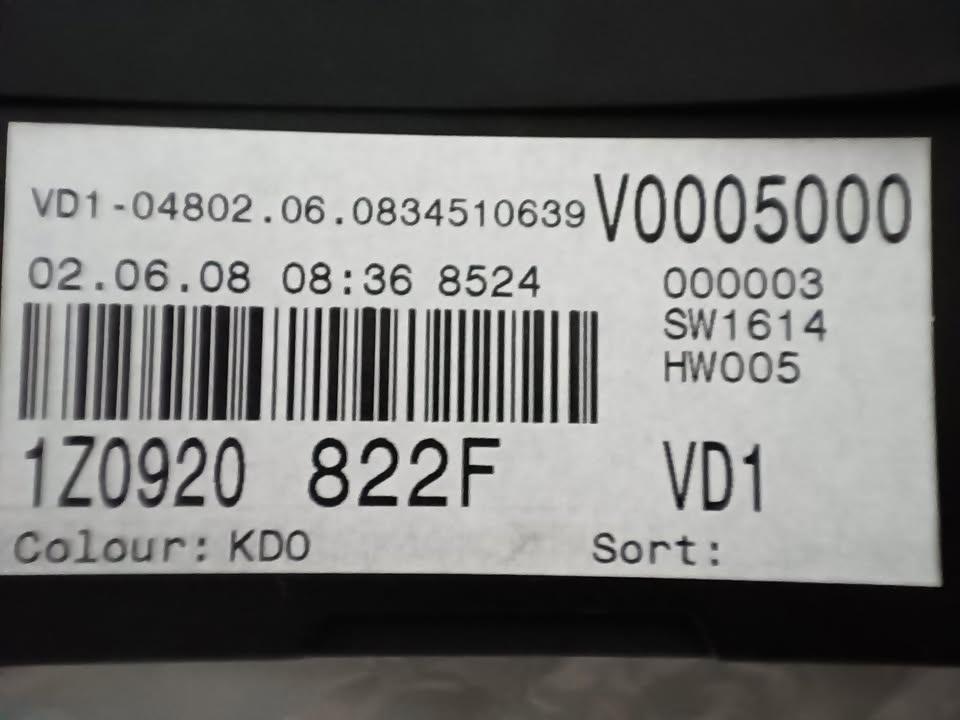 VD1-04802.06.0834510639 V0005000
02.06.08 08:36 8524
000003
SW1614
HW005
1Z0920 822F VD1
Colour: KD0 Sort: